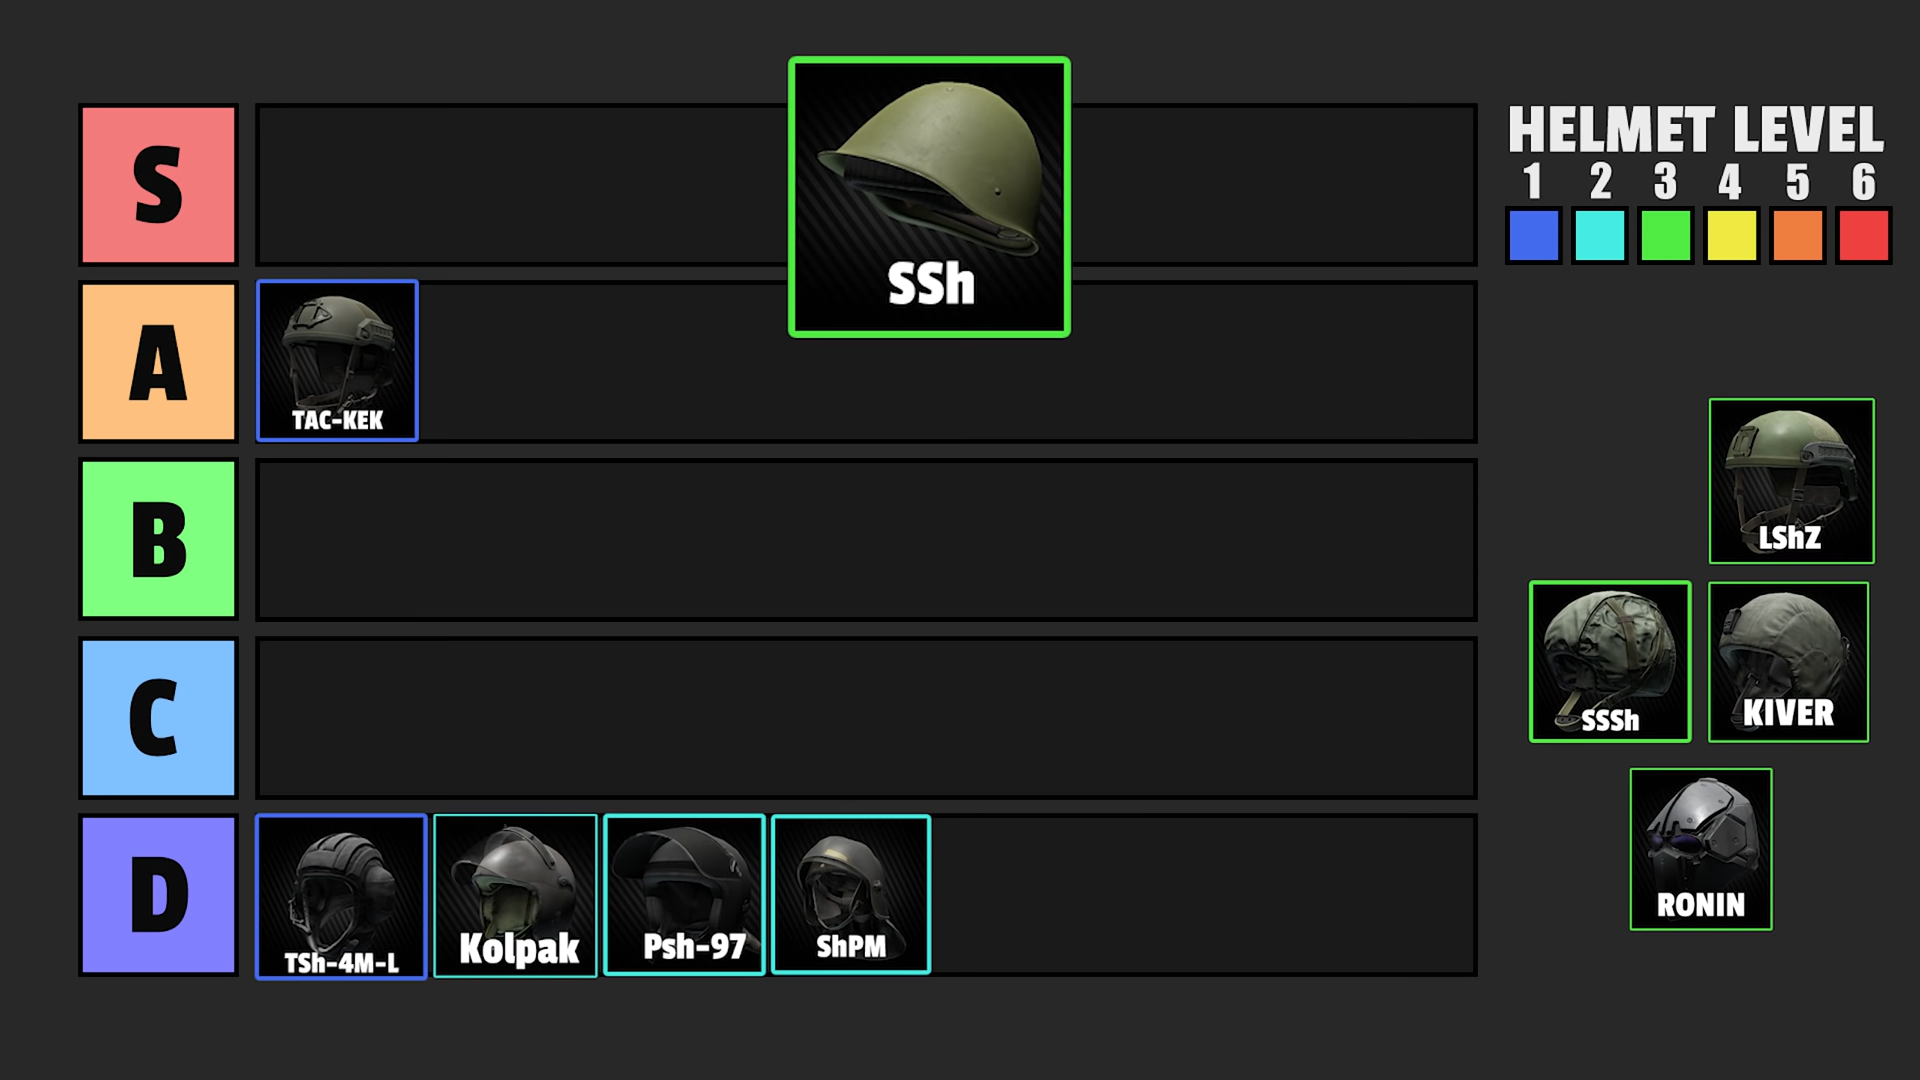 S
SSh
HELMET LEVEL
1 2 3 4 5 6
A
TAC-KEK
B
LShZ
C
SSSh
KIVER
D
TSh-4M-L
Kolpak
Psh-97
ShPM
RONIN